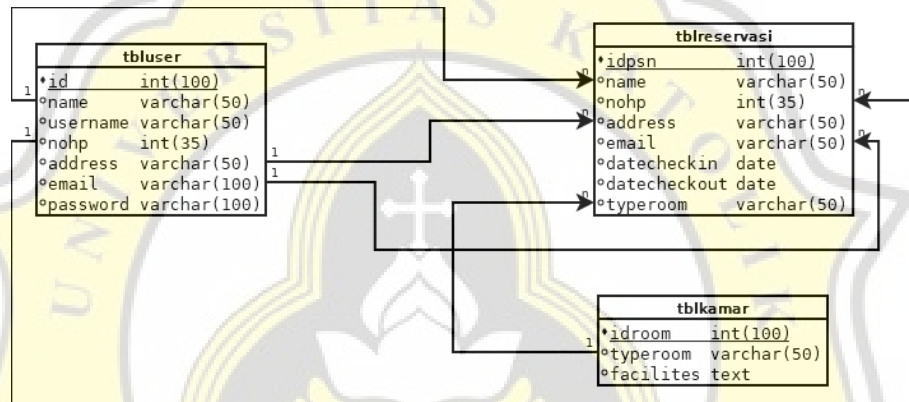 tbluser
id int(100)
name varchar(50)
username varchar(50)
nohp int(35)
address varchar(50)
email varchar(100)
password varchar(100)
1
1
1
1
tblreservasi
idpsn int(100)
name varchar(50)
nohp int(35)
address varchar(50)
email varchar(50)
datecheckin date
datecheckout date
typeroom varchar(50)
n
n
n
n
n
tblkamar
idroom int(100)
typeroom varchar(50)
facilites text
1
UNIVERSITAS KATOLIK